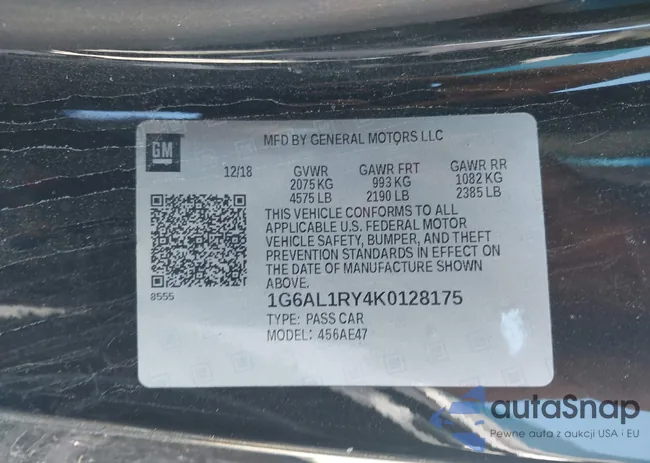 GM
MFD BY GENERAL MOTORS LLC
12/18
GVWR GAWR FRT GAWR RR
2075 KG 993 KG 1082 KG
4575 LB 2190 LB 2385 LB
THIS VEHICLE CONFORMS TO ALL
APPLICABLE U.S. FEDERAL MOTOR
VEHICLE SAFETY, BUMPER, AND THEFT
PREVENTION STANDARDS IN EFFECT ON
THE DATE OF MANUFACTURE SHOWN
ABOVE.
8555
1G6AL1RY4K0128175
TYPE: PASS CAR
MODEL: 456AE47
autaSnap
Pewne auta z aukcji USA i EU